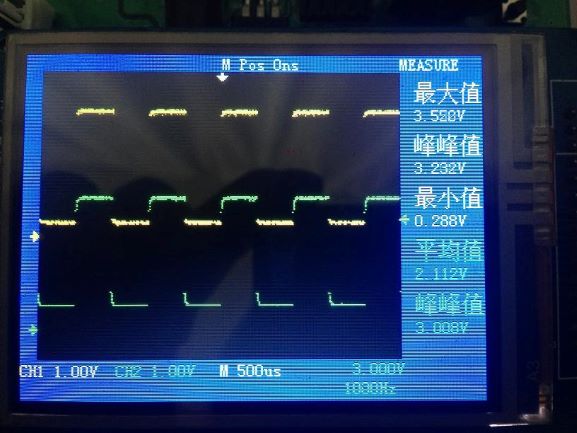 M Pos 0ns MEASURE
最大值
3.520V
峰峰值
3.232V
最小值
0.288V
平均值
2.112V
峰峰值
3.008V
CH1 1.00V CH2 1.00V M 500us 3.000V
1000Hz